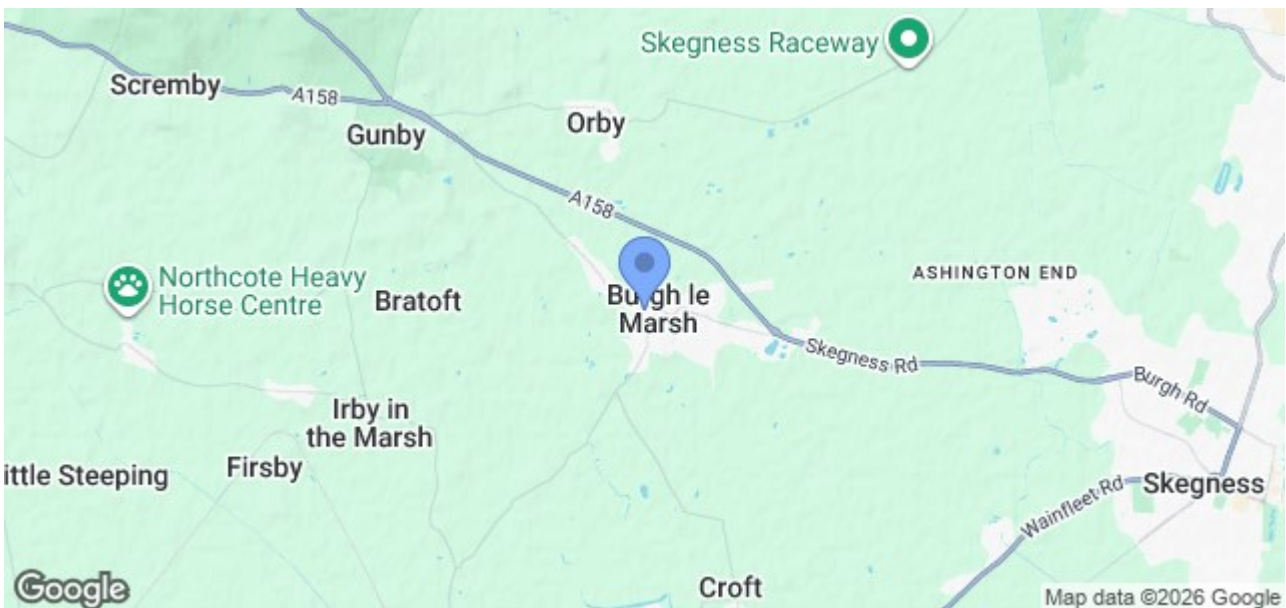 Skegness Raceway
Scremby
A158
Gunby
Orby
A158
Northcote Heavy
Horse Centre
Bratoft
Burgh le
Marsh
ASHINGTON END
Skegness Rd
Burgh Rd
Irby in
the Marsh
Firsby
ittle Steeping
Skegness
Wainfleet Rd
Croft
Google
Map data ©2026 Google